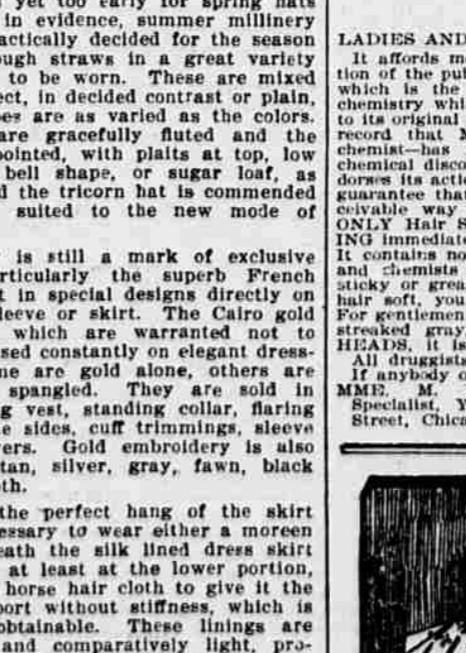 yet too early for spring hats
in evidence, summer millinery
actically decided for the season
ough straws in a great variety
to be worn. These are mixed
ect, in decided contrast or plain,
es are as varied as the colors.
are gracefully fluted and the
pointed, with plaits at top, low
bell shape, or sugar loaf, as
d the tricorn hat is commended
suited to the new mode of
is still a mark of exclusive
rticularly the superb French
t in special designs directly on
leeve or skirt. The Cairo gold
which are warranted not to
sed constantly on elegant dress-
me are gold alone, others are
spangled. They are sold in
g vest, standing collar, flaring
e sides, cuff trimmings, sleeve
ers. Gold embroidery is also
tan, silver, gray, fawn, black
th.
the perfect hang of the skirt
essary to wear either a moreen
eath the silk lined dress skirt
at least at the lower portion,
horse hair cloth to give it the
port without stiffness, which is
obtainable. These linings are
and comparatively light, pro-
LADIES AND
It affords m
tion of the pu
which is the
chemistry whi
to its original
record that M
chemist—has
chemical disco
dorses its acti
guarantee that
ceivable way
ONLY Hair S
ING immediate
It contains no
and chemists
sticky or grea
hair soft, you
For gentlemen
streaked gray
HEADS, it is
All druggists
If anybody o
MME. M.
Specialist, Y
Street, Chica